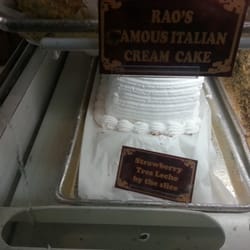 RAO'S
FAMOUS ITALIAN
CREAM CAKE
Strawberry
Tres Leche
by the slice